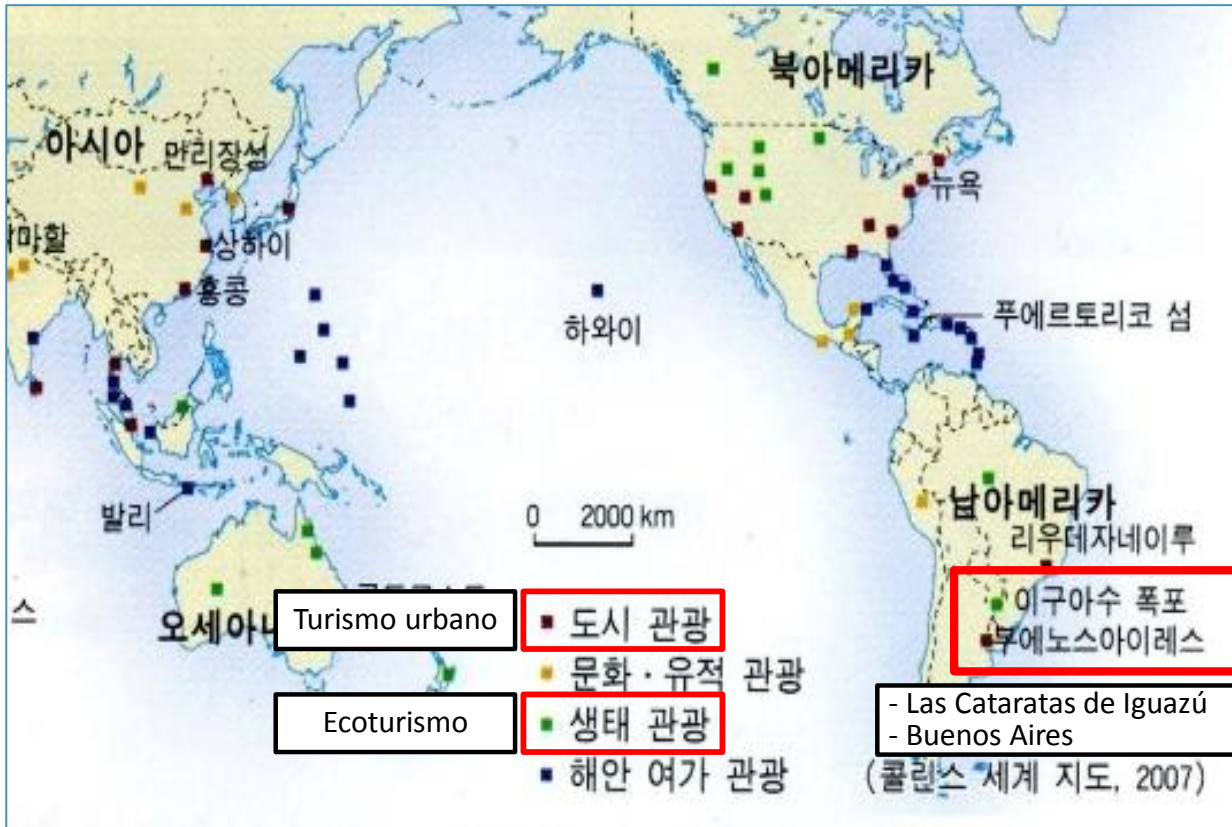 북아메리카
아시아
만리장성
뉴욕
마할
상하이
홍콩
하와이
푸에르토리코 섬
발리
남아메리카
0 2000 km
리우데자네이루
스
이구아수 폭포
Turismo urbano
도시 관광
부에노스아이레스
문화·유적 관광
Ecoturismo
생태 관광
- Las Cataratas de Iguazú
- Buenos Aires
해안 여가 관광
(콜린스 세계 지도, 2007)